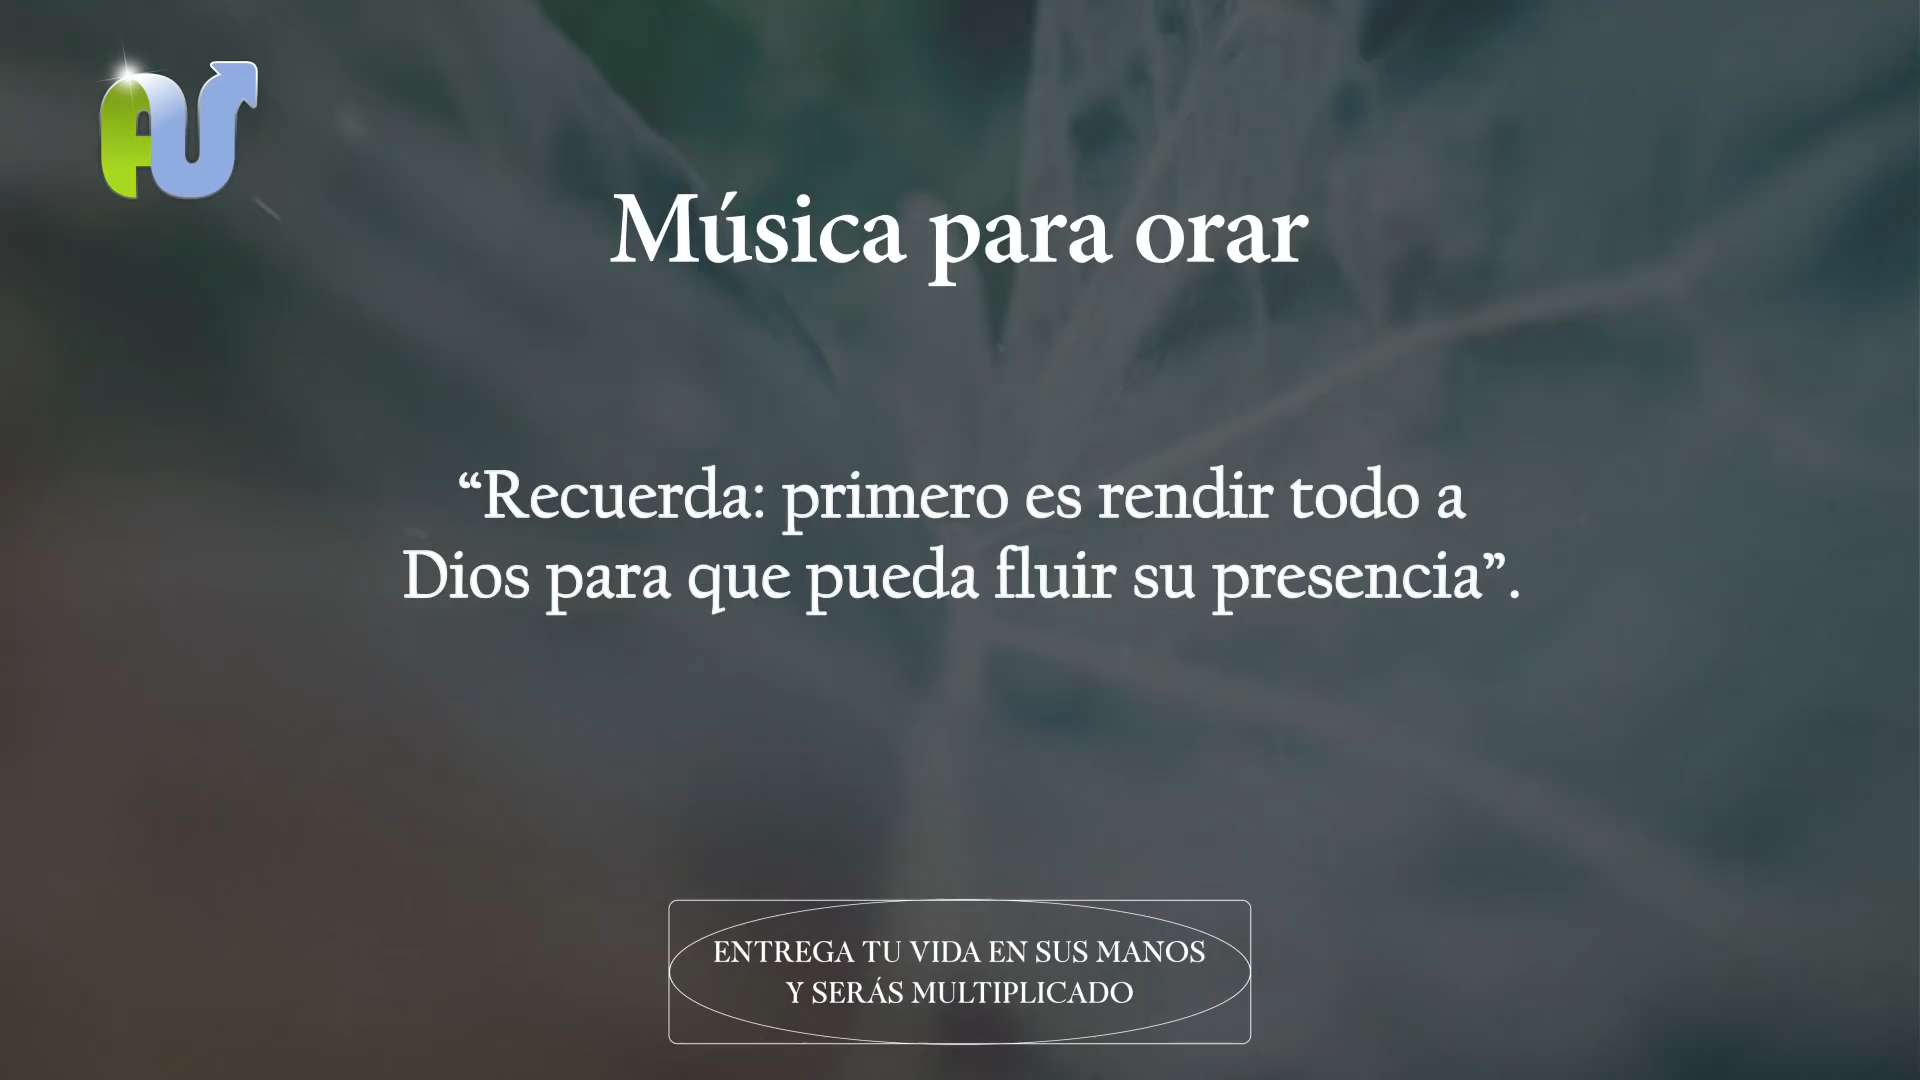 Música para orar
“Recuerda: primero es rendir todo a
Dios para que pueda fluir su presencia”.
ENTREGA TU VIDA EN SUS MANOS
Y SERÁS MULTIPLICADO